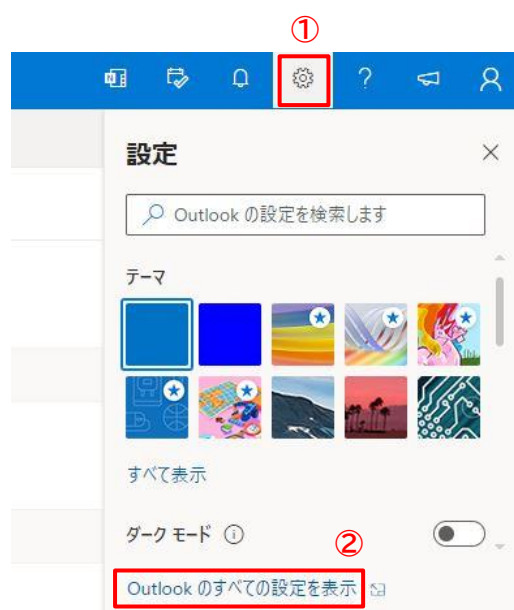 ①
?
設定
Outlook の設定を検索します
テーマ
すべて表示
ダーク モード
②
Outlook のすべての設定を表示